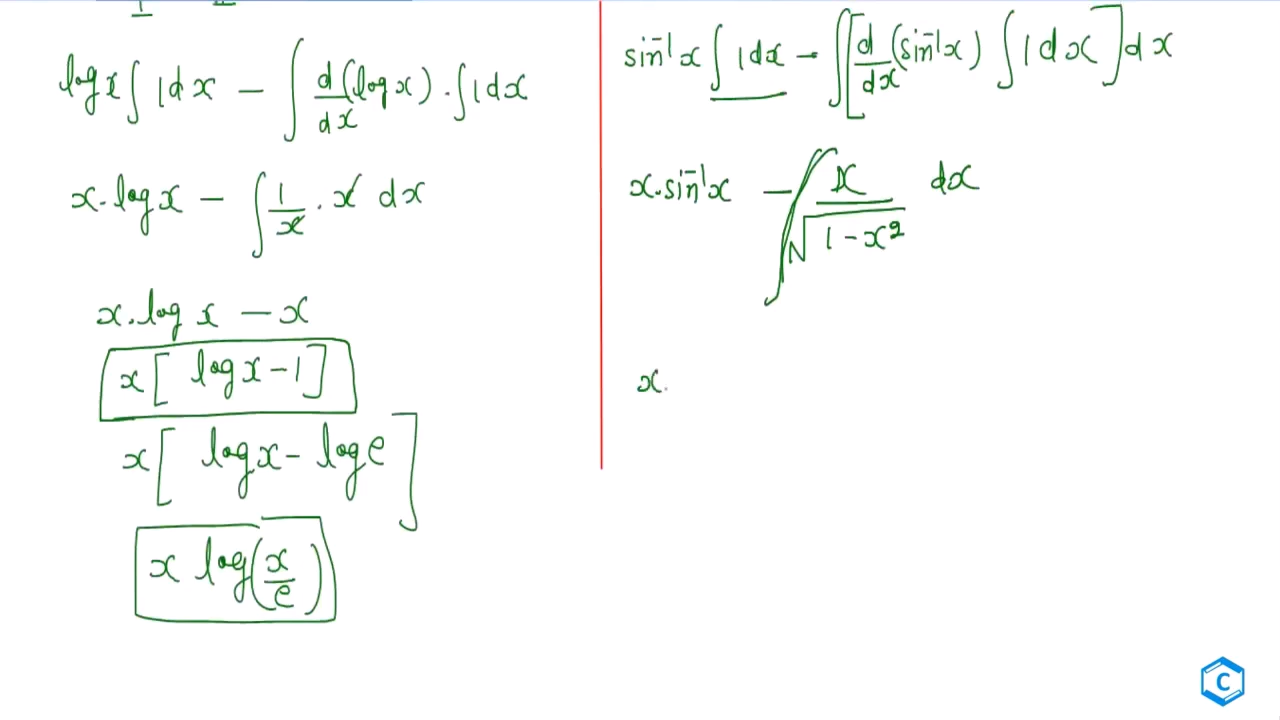 log x ∫ 1 dx − ∫ d/dx (log x) · ∫ 1 dx
x · log x − ∫ 1/x · x dx
x · log x − x
x [ log x − 1 ]
x [ log x − log e ]
x log (x/e)
sin⁻¹x ∫ 1 dx − ∫ [ d/dx (sin⁻¹x) ∫ 1 dx ] dx
x · sin⁻¹x − ∫ x/√(1 − x²) dx
x.
C